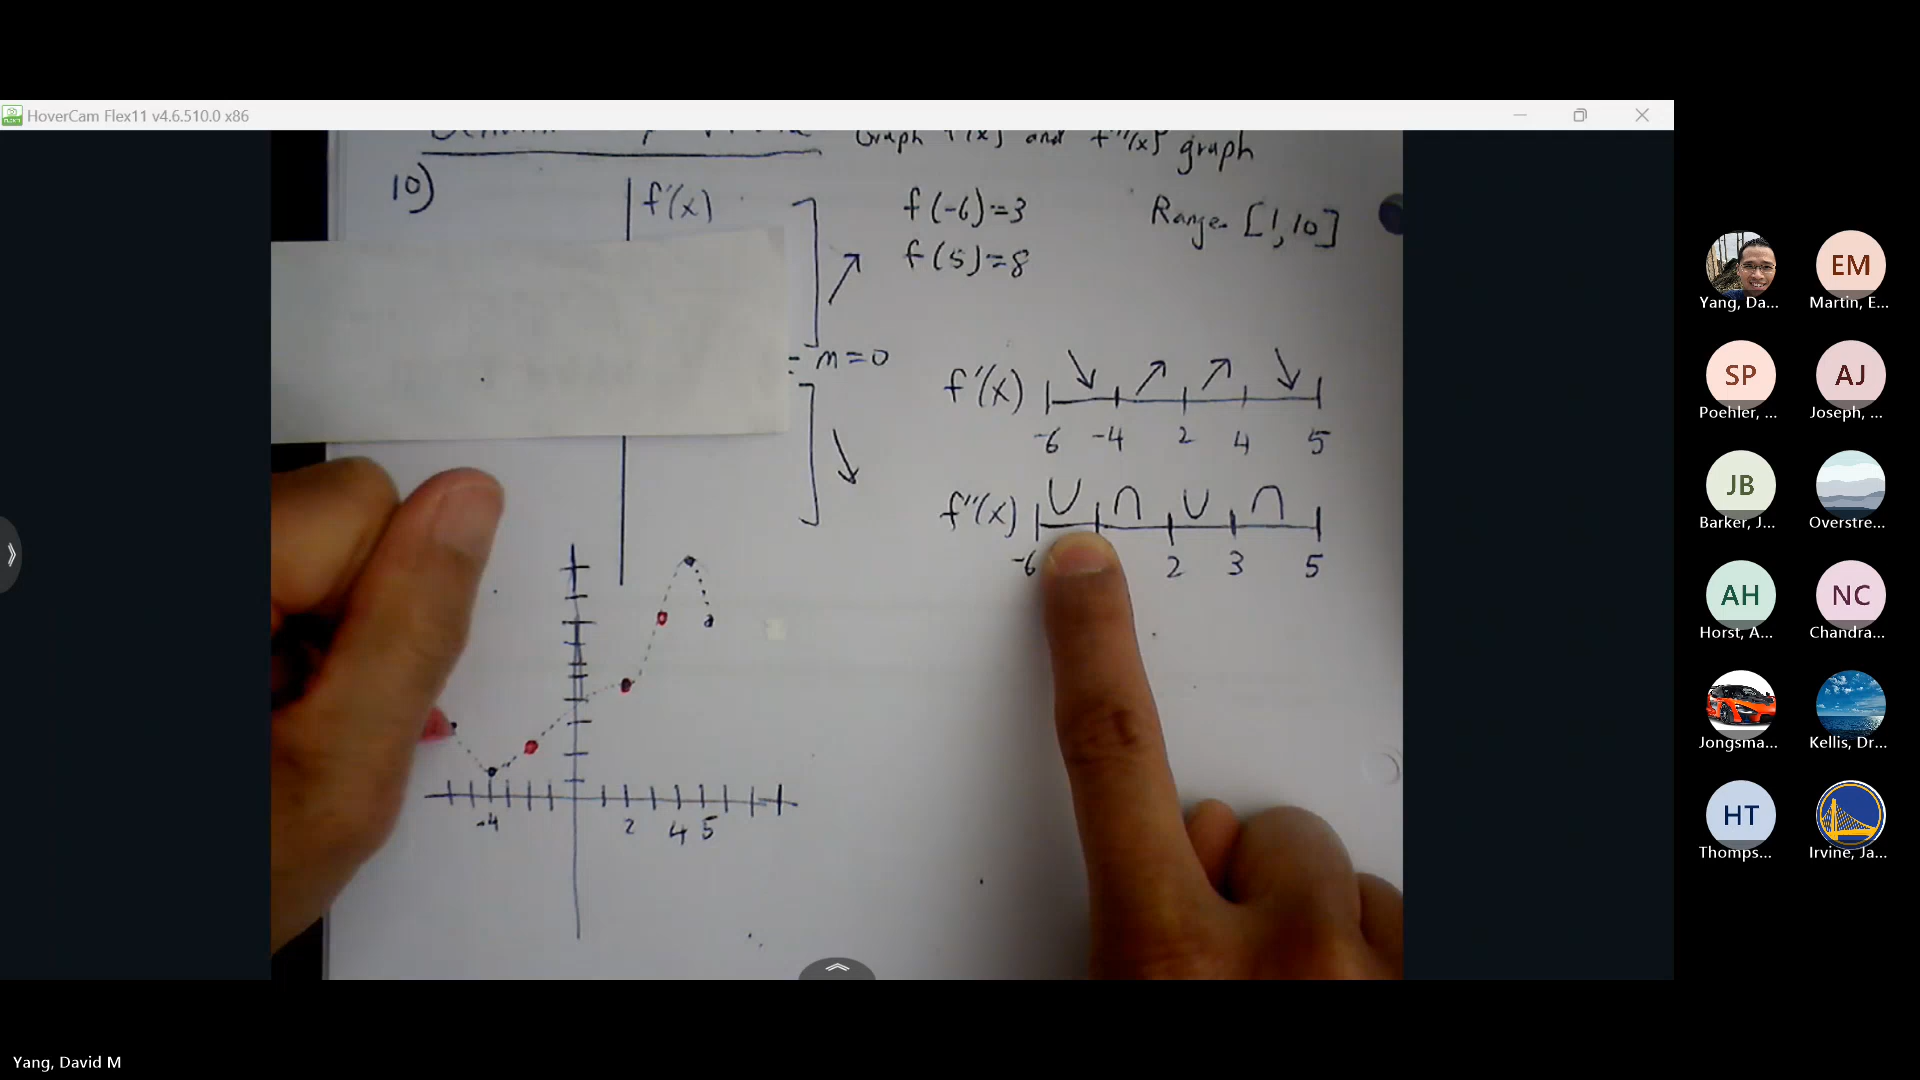 HoverCam Flex11 v4.6.510.0 x86
Graph f'(x) and f''(x) graph
10)
f'(x)
f(-6)=3
Range [1,10]
f(5)=8
m=0
f'(x)
-6 -4 2 4 5
f''(x)
-6 2 3 5
-4 2 4 5
Yang, Da...
EM
Martin, E...
SP
Poehler, ...
AJ
Joseph, ...
JB
Barker, J...
Overstre...
AH
Horst, A...
NC
Chandra...
Jongsma...
Kellis, Dr...
HT
Thomps...
Irvine, Ja...
Yang, David M